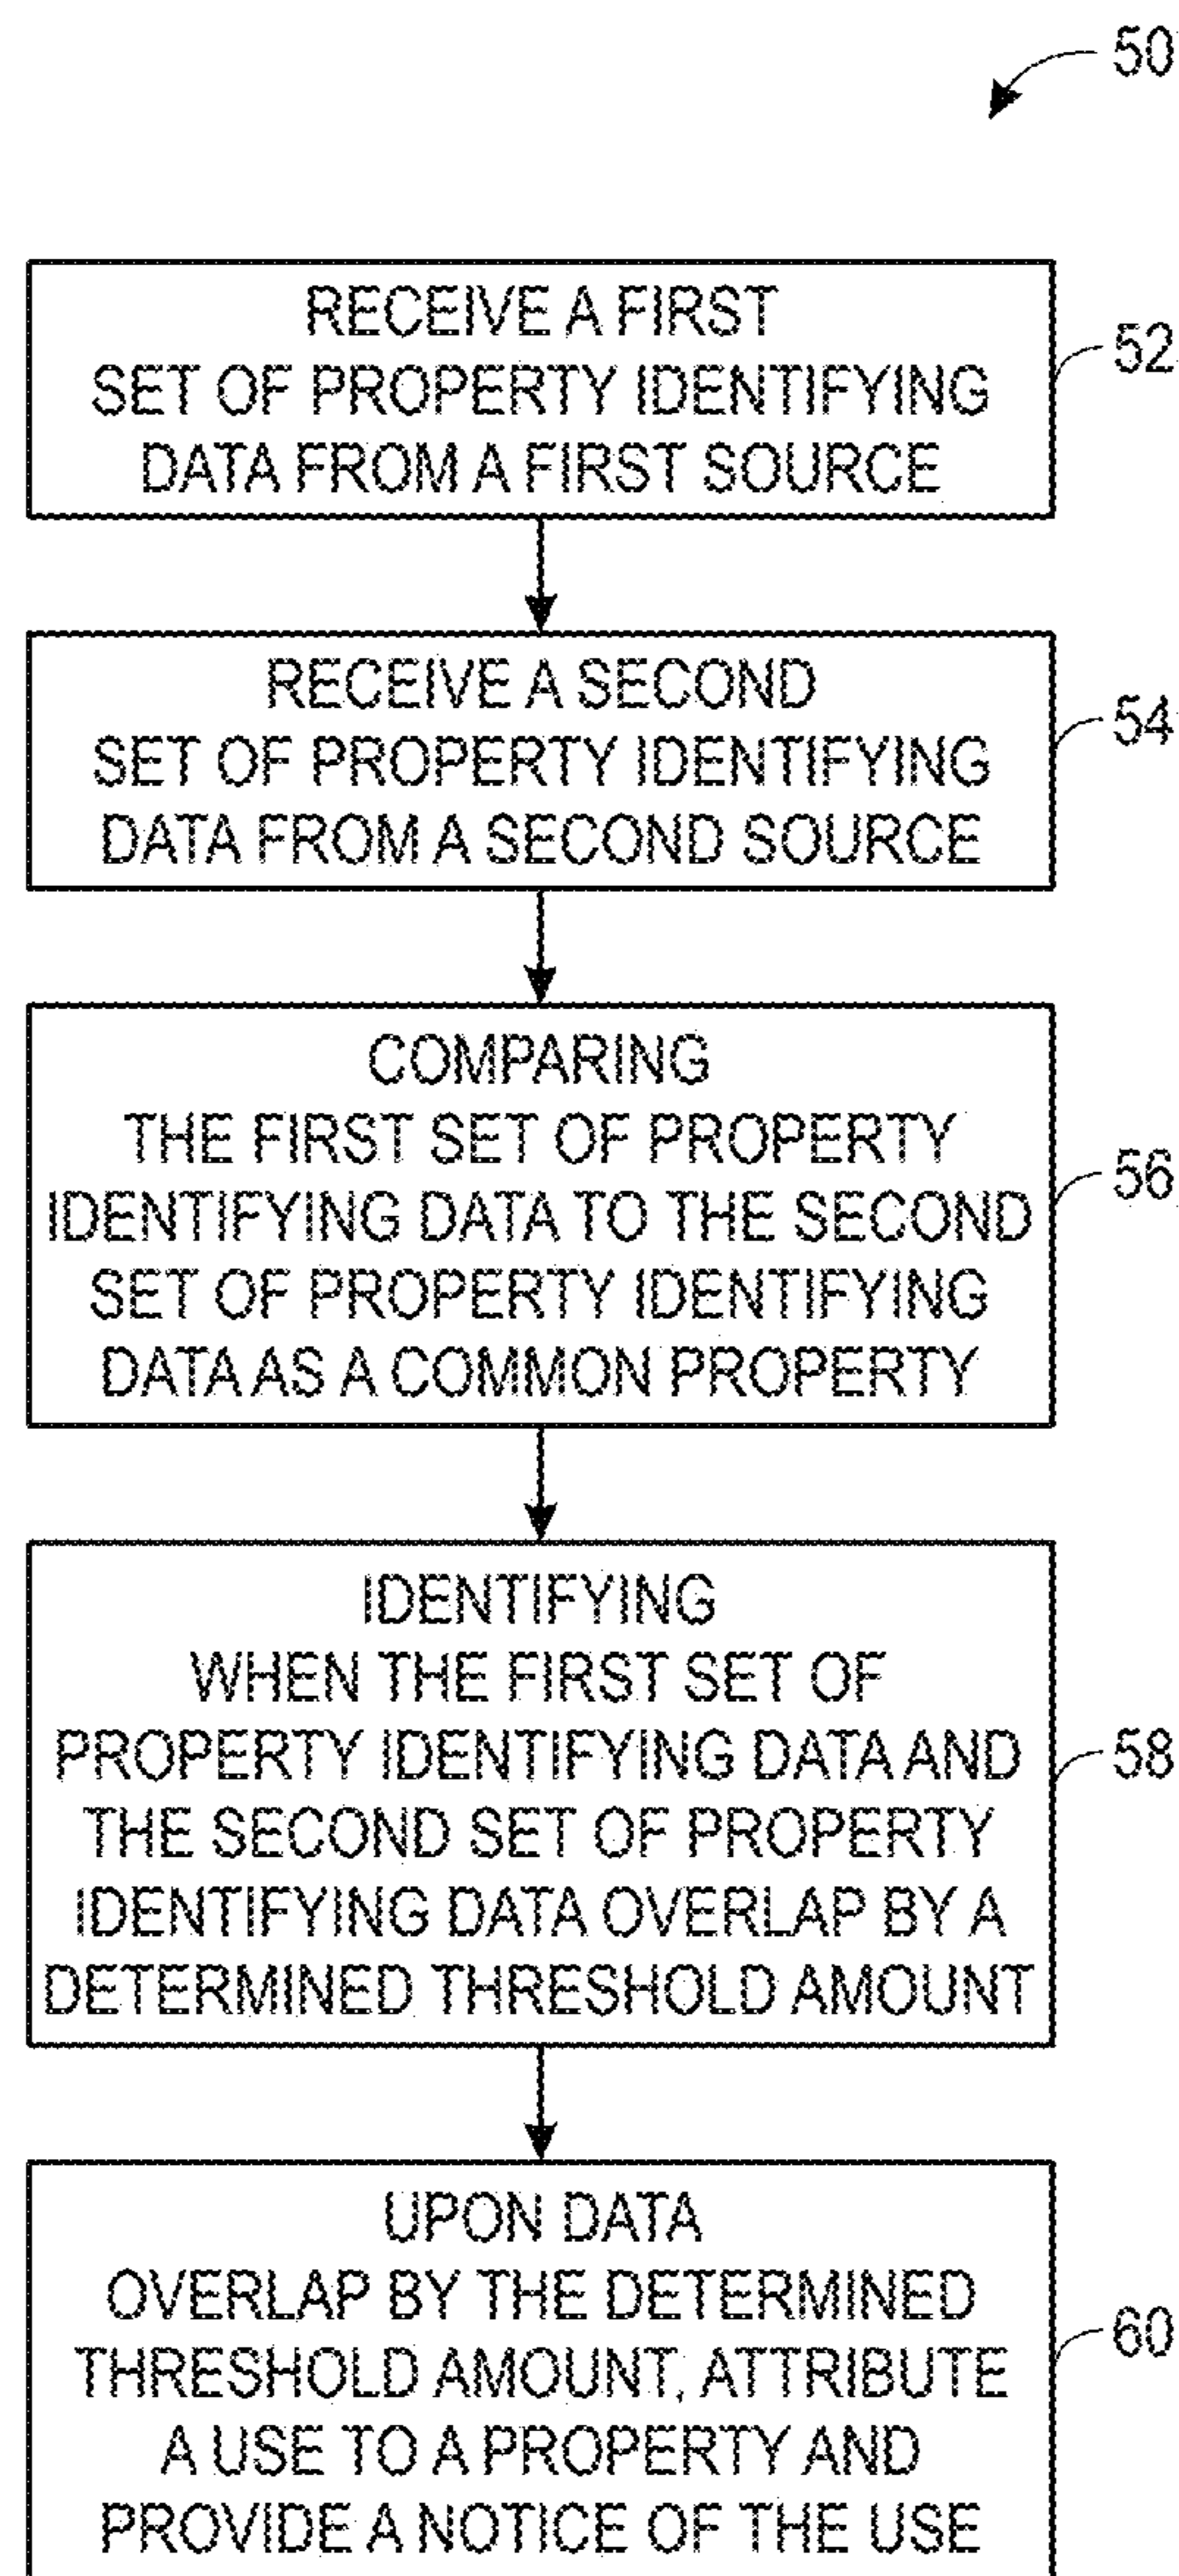 50
RECEIVE A FIRST
SET OF PROPERTY IDENTIFYING
DATA FROM A FIRST SOURCE
52
RECEIVE A SECOND
SET OF PROPERTY IDENTIFYING
DATA FROM A SECOND SOURCE
54
COMPARING
THE FIRST SET OF PROPERTY
IDENTIFYING DATA TO THE SECOND
SET OF PROPERTY IDENTIFYING
DATA AS A COMMON PROPERTY
56
IDENTIFYING
WHEN THE FIRST SET OF
PROPERTY IDENTIFYING DATA AND
THE SECOND SET OF PROPERTY
IDENTIFYING DATA OVERLAP BY A
DETERMINED THRESHOLD AMOUNT
58
UPON DATA
OVERLAP BY THE DETERMINED
THRESHOLD AMOUNT, ATTRIBUTE
A USE TO A PROPERTY AND
PROVIDE A NOTICE OF THE USE
60